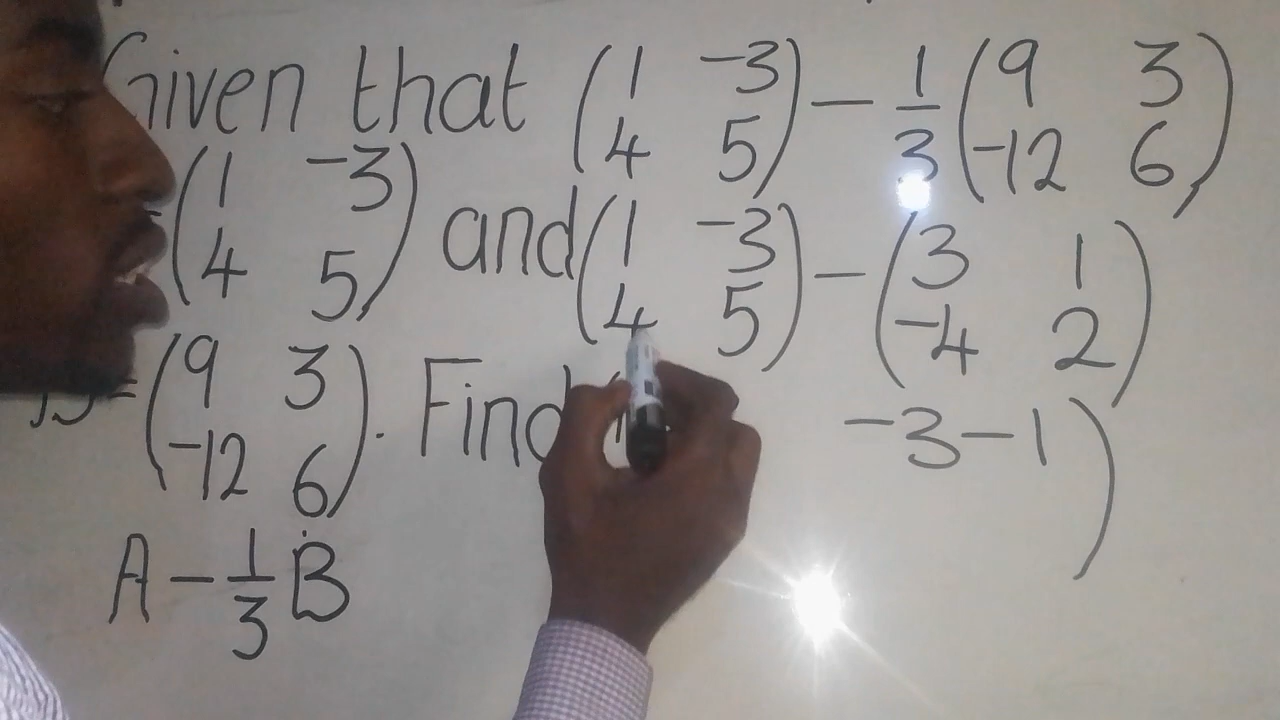 Given that
(1 -3
4 5)
and
= (9 3
-12 6). Find
A - 1/3 B
(1 -3
4 5) - 1/3 (9 3
-12 6)
(1 -3
4 5) - (3 1
-4 2)
-3-1)